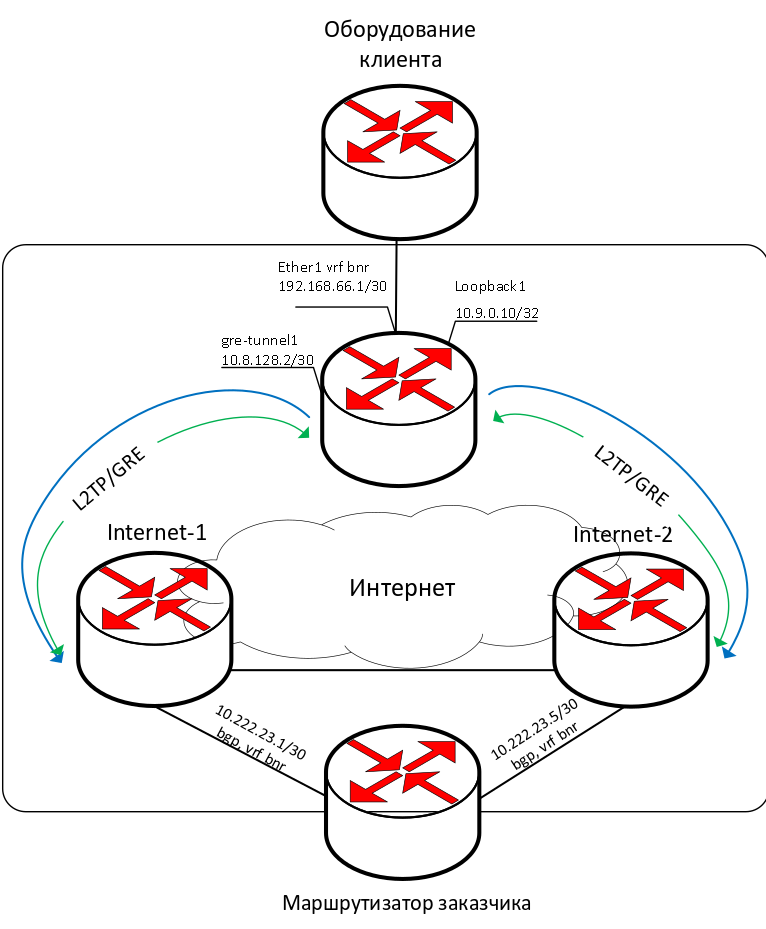 Оборудование
клиента
Ether1 vrf bnr
192.168.66.1/30
Loopback1
10.9.0.10/32
gre-tunnel1
10.8.128.2/30
L2TP/GRE
L2TP/GRE
Internet-1
Internet-2
Интернет
10.222.23.1/30
bgp, vrf bnr
10.222.23.5/30
bgp, vrf bnr
Маршрутизатор заказчика